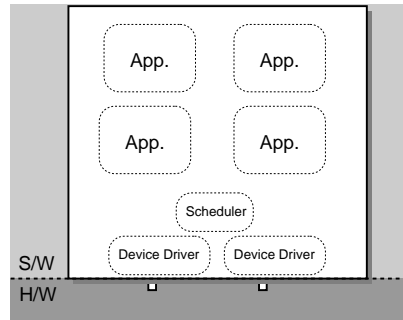 App. App.
App. App.
Scheduler
Device Driver Device Driver
S/W
H/W